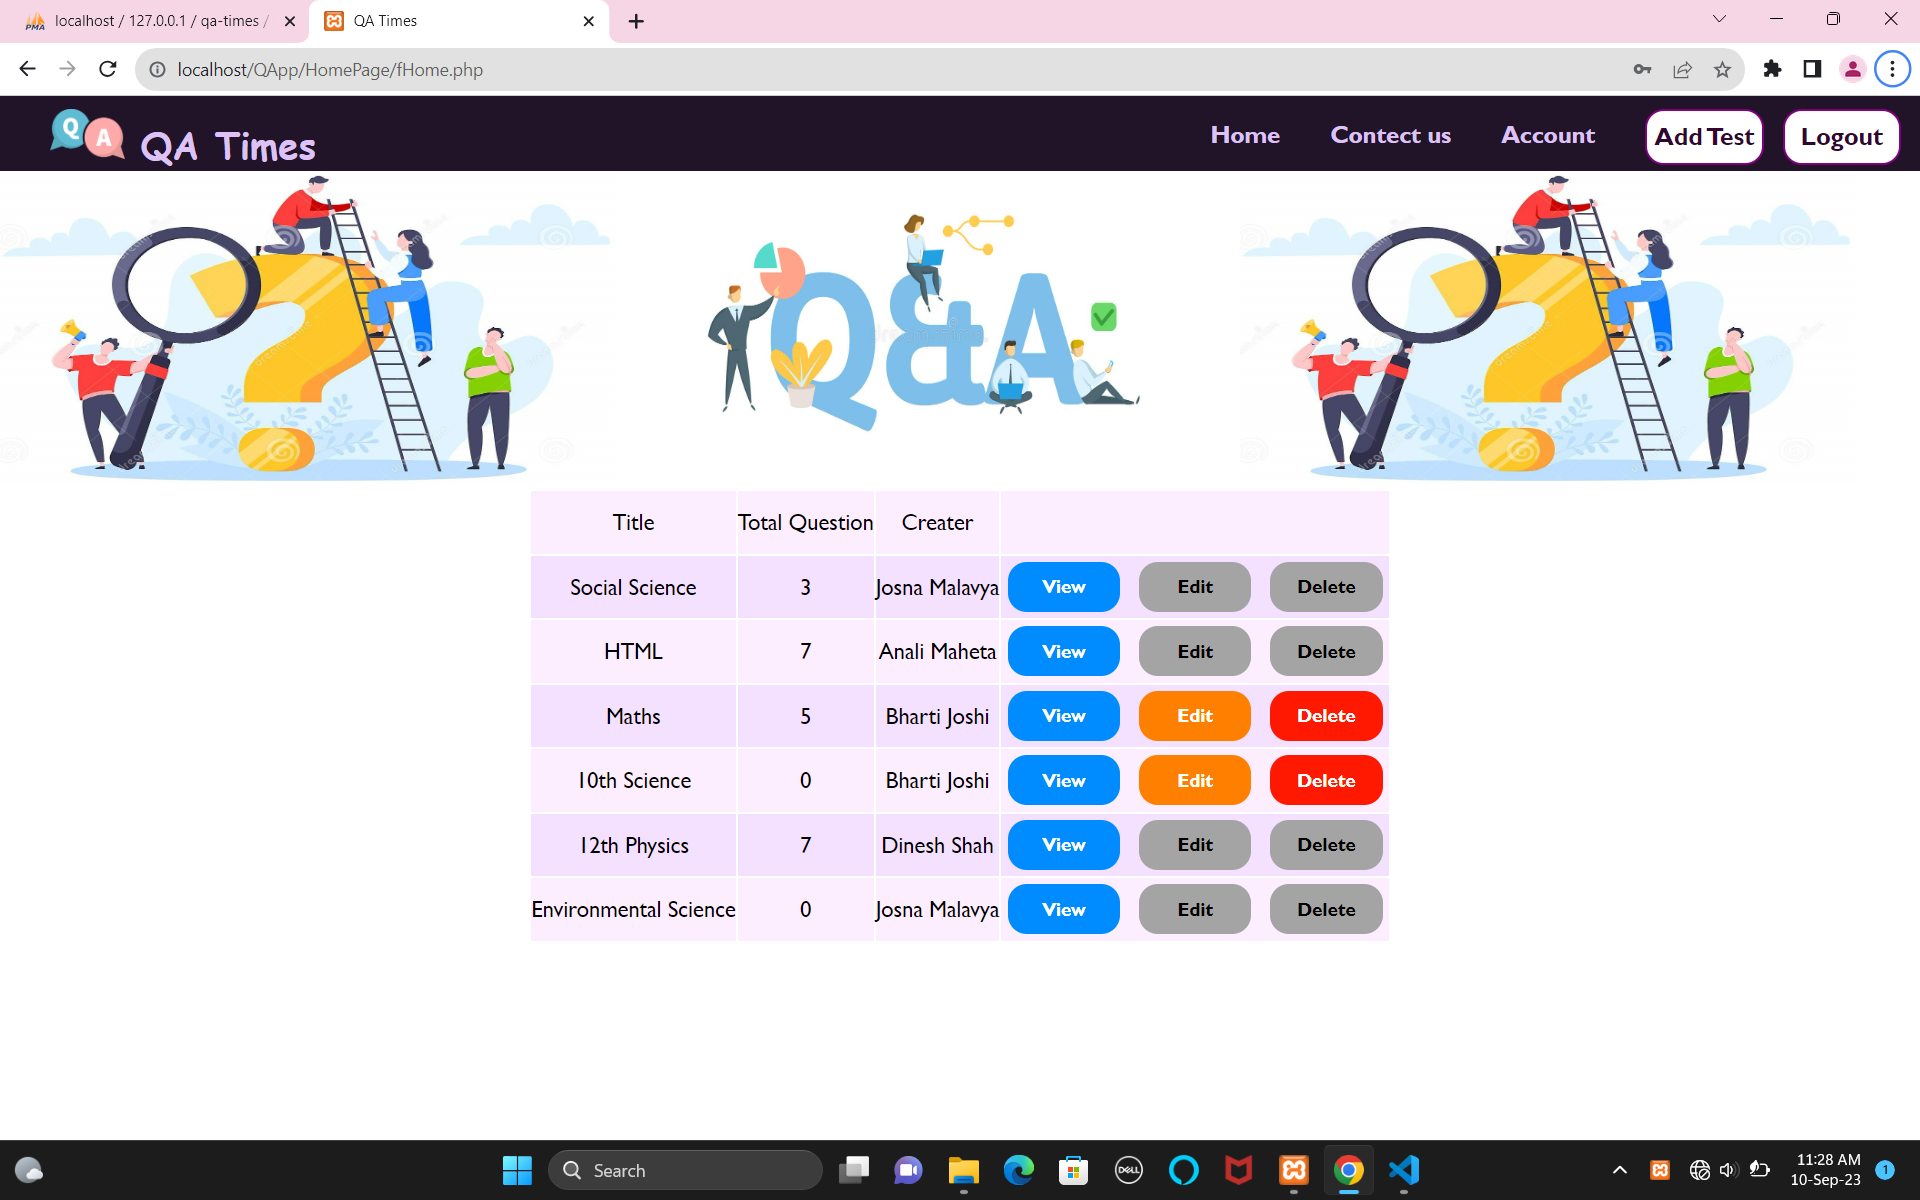 localhost / 127.0.0.1 / qa-times /
QA Times
localhost/QApp/HomePage/fHome.php
Q A QA Times Home Contect us Account Add Test Logout
Q&A
Title Total Question Creater
Social Science 3 Josna Malavya View Edit Delete
HTML 7 Anali Maheta View Edit Delete
Maths 5 Bharti Joshi View Edit Delete
10th Science 0 Bharti Joshi View Edit Delete
12th Physics 7 Dinesh Shah View Edit Delete
Environmental Science 0 Josna Malavya View Edit Delete
Search
DELL
11:28 AM
10-Sep-23
1